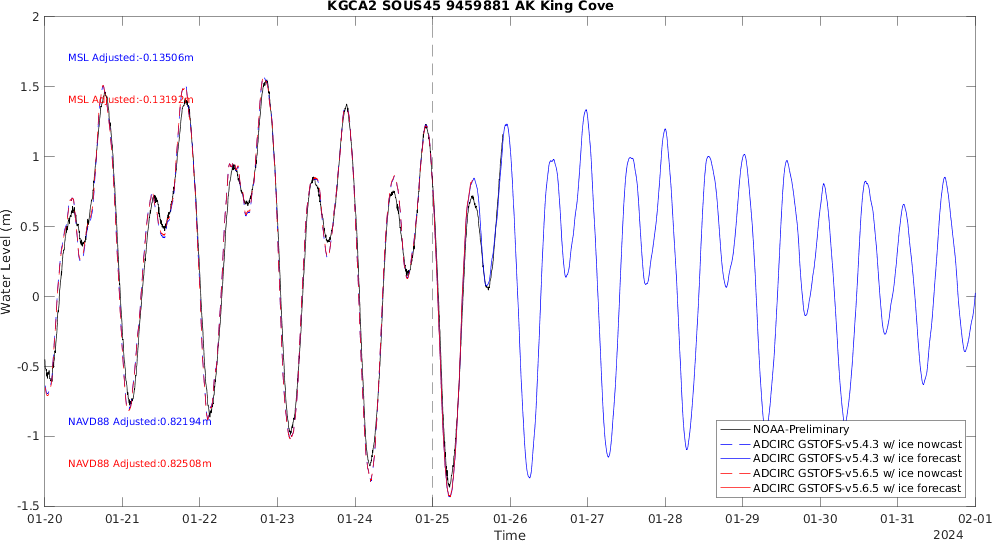 KGCA2 SOUS45 9459881 AK King Cove
Water Level (m)
2
1.5
1
0.5
0
-0.5
-1
-1.5
MSL Adjusted:-0.13506m
MSL Adjusted:-0.13192m
NAVD88 Adjusted:0.82194m
NAVD88 Adjusted:0.82508m
NOAA-Preliminary
ADCIRC GSTOFS-v5.4.3 w/ ice nowcast
ADCIRC GSTOFS-v5.4.3 w/ ice forecast
ADCIRC GSTOFS-v5.6.5 w/ ice nowcast
ADCIRC GSTOFS-v5.6.5 w/ ice forecast
01-20 01-21 01-22 01-23 01-24 01-25 01-26 01-27 01-28 01-29 01-30 01-31 02-01
Time
2024